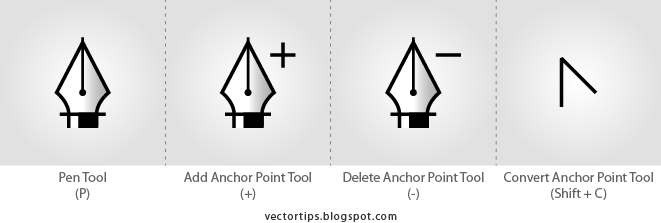 Pen Tool
(P)
Add Anchor Point Tool
(+)
Delete Anchor Point Tool
(-)
Convert Anchor Point Tool
(Shift + C)
vectortips.blogspot.com